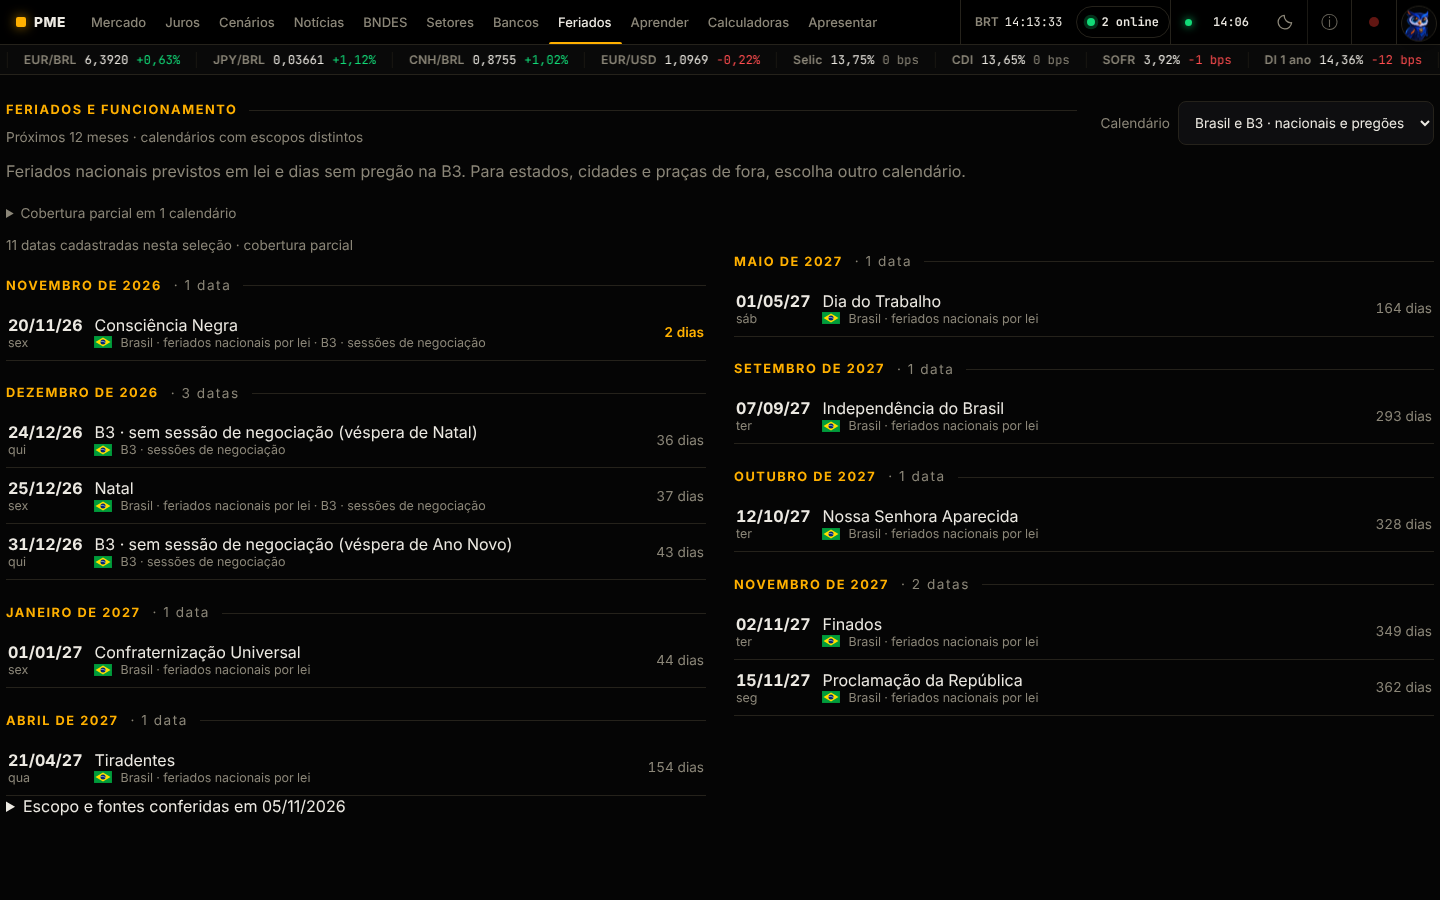 PME Mercado Juros Cenários Notícias BNDES Setores Bancos Feriados Aprender Calculadoras Apresentar BRT 14:13:33 2 online 14:06
EUR/BRL 6,3920 +0,63% JPY/BRL 0,03661 +1,12% CNH/BRL 0,8755 +1,02% EUR/USD 1,0969 -0,22% Selic 13,75% 0 bps CDI 13,65% 0 bps SOFR 3,92% -1 bps DI 1 ano 14,36% -12 bps
FERIADOS E FUNCIONAMENTO
Próximos 12 meses · calendários com escopos distintos
Calendário Brasil e B3 · nacionais e pregões
Feriados nacionais previstos em lei e dias sem pregão na B3. Para estados, cidades e praças de fora, escolha outro calendário.
Cobertura parcial em 1 calendário
11 datas cadastradas nesta seleção · cobertura parcial
NOVEMBRO DE 2026 · 1 data
20/11/26 Consciência Negra 2 dias
sex Brasil · feriados nacionais por lei · B3 · sessões de negociação
DEZEMBRO DE 2026 · 3 datas
24/12/26 B3 · sem sessão de negociação (véspera de Natal) 36 dias
qui B3 · sessões de negociação
25/12/26 Natal 37 dias
sex Brasil · feriados nacionais por lei · B3 · sessões de negociação
31/12/26 B3 · sem sessão de negociação (véspera de Ano Novo) 43 dias
qui B3 · sessões de negociação
JANEIRO DE 2027 · 1 data
01/01/27 Confraternização Universal 44 dias
sex Brasil · feriados nacionais por lei
ABRIL DE 2027 · 1 data
21/04/27 Tiradentes 154 dias
qua Brasil · feriados nacionais por lei
MAIO DE 2027 · 1 data
01/05/27 Dia do Trabalho 164 dias
sáb Brasil · feriados nacionais por lei
SETEMBRO DE 2027 · 1 data
07/09/27 Independência do Brasil 293 dias
ter Brasil · feriados nacionais por lei
OUTUBRO DE 2027 · 1 data
12/10/27 Nossa Senhora Aparecida 328 dias
ter Brasil · feriados nacionais por lei
NOVEMBRO DE 2027 · 2 datas
02/11/27 Finados 349 dias
ter Brasil · feriados nacionais por lei
15/11/27 Proclamação da República 362 dias
seg Brasil · feriados nacionais por lei
Escopo e fontes conferidas em 05/11/2026